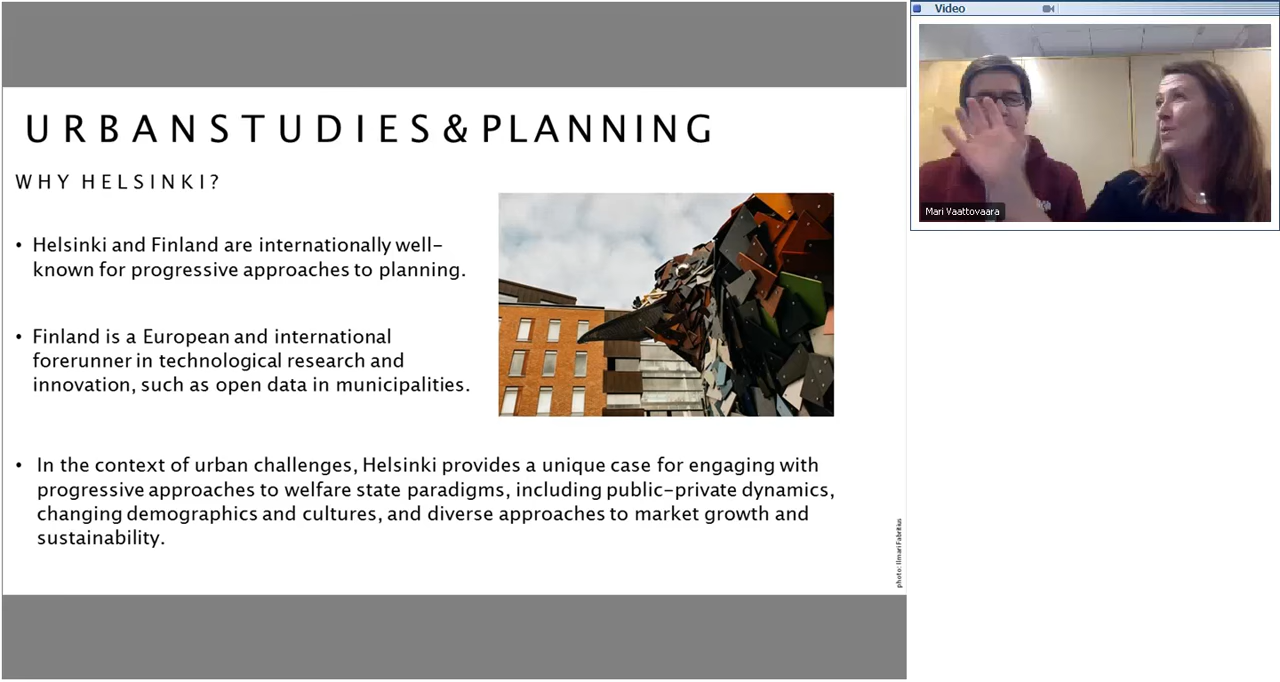 URBANSTUDIES&PLANNING
WHY HELSINKI?
• Helsinki and Finland are internationally well-
known for progressive approaches to planning.
• Finland is a European and international
forerunner in technological research and
innovation, such as open data in municipalities.
• In the context of urban challenges, Helsinki provides a unique case for engaging with
progressive approaches to welfare state paradigms, including public-private dynamics,
changing demographics and cultures, and diverse approaches to market growth and
sustainability.
photo: Ilmari Fabritius
Video
Mari Vaattovaara